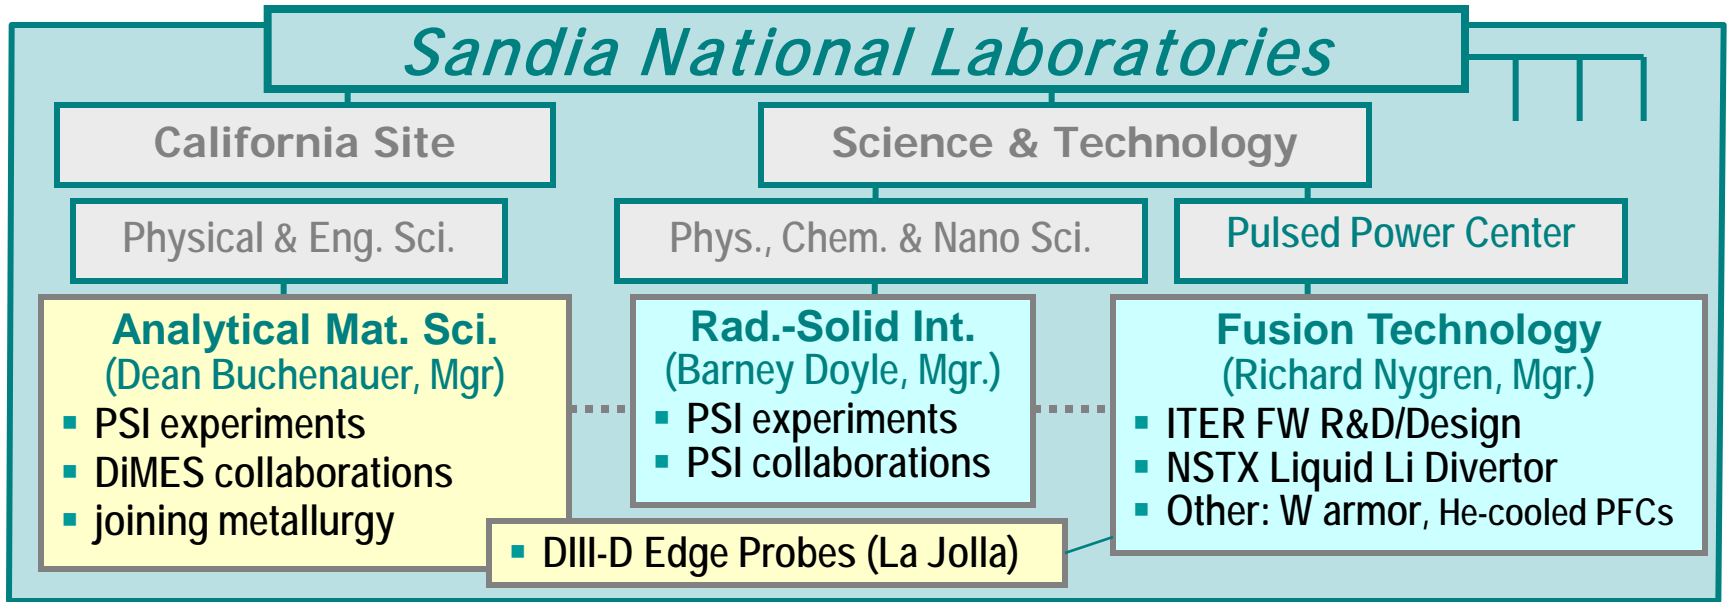 Sandia National Laboratories
California Site
Science & Technology
Physical & Eng. Sci.
Phys., Chem. & Nano Sci.
Pulsed Power Center
Analytical Mat. Sci.
(Dean Buchenauer, Mgr)
▪ PSI experiments
▪ DiMES collaborations
▪ joining metallurgy
Rad.-Solid Int.
(Barney Doyle, Mgr.)
▪ PSI experiments
▪ PSI collaborations
Fusion Technology
(Richard Nygren, Mgr.)
▪ ITER FW R&D/Design
▪ NSTX Liquid Li Divertor
▪ Other: W armor, He-cooled PFCs
▪ DIII-D Edge Probes (La Jolla)